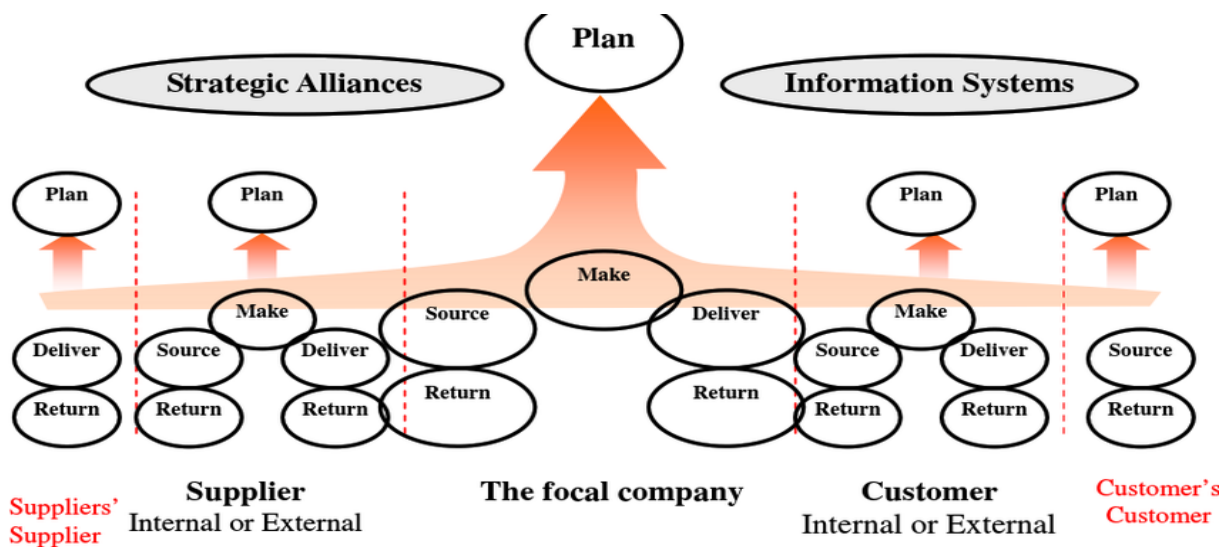 Plan
Strategic Alliances
Information Systems
Plan
Plan
Plan
Plan
Make
Make
Source
Deliver
Make
Deliver
Source
Deliver
Source
Deliver
Source
Return
Return
Return
Return
Return
Return
Return
Return
Suppliers'
Supplier
Supplier
Internal or External
The focal company
Customer
Internal or External
Customer's
Customer